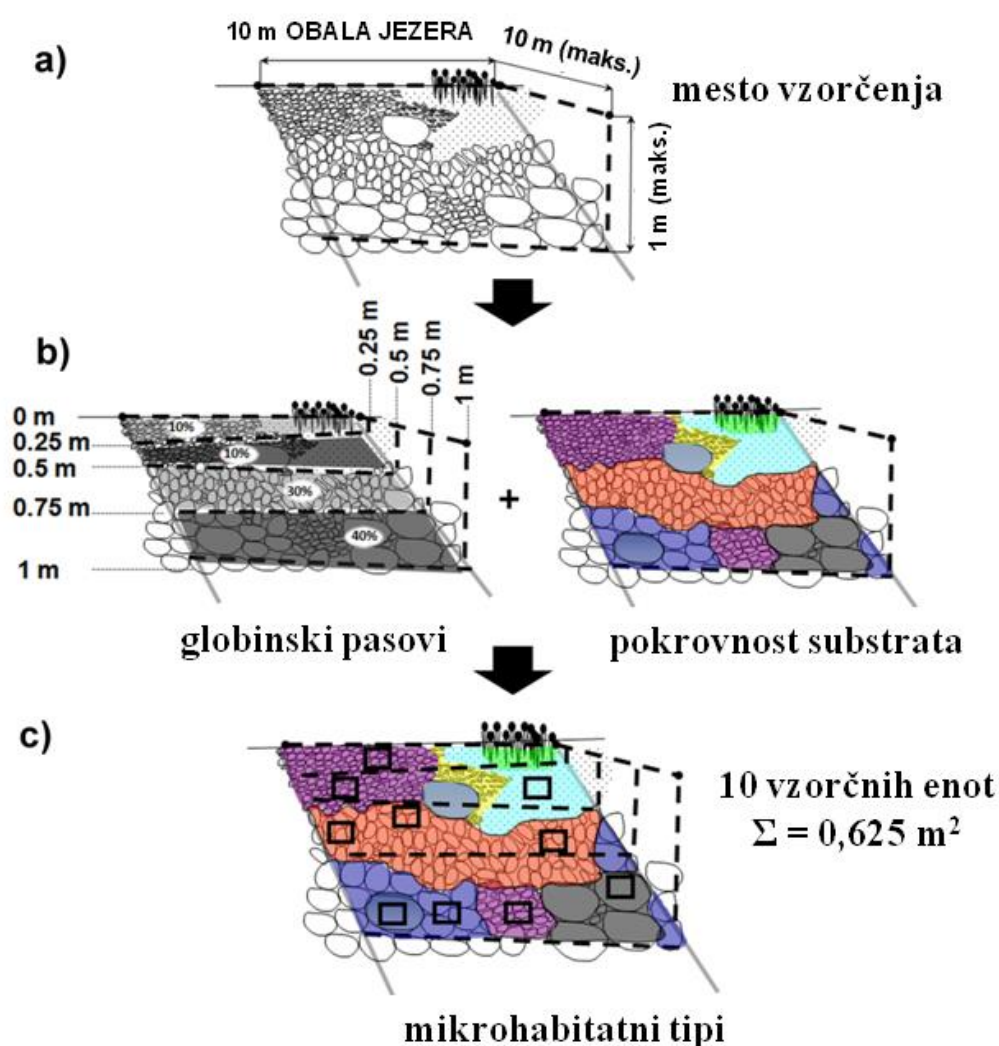 a)
10 m OBALA JEZERA
10 m (maks.)
mesto vzorčenja
1 m (maks.)
b)
0.25 m
0.5 m
0.75 m
1 m
0 m
0.25 m
0.5 m
0.75 m
1 m
10%
10%
30%
40%
+
globinski pasovi
pokrovnost substrata
c)
10 vzorčnih enot
Σ = 0,625 m²
mikrohabitatni tipi